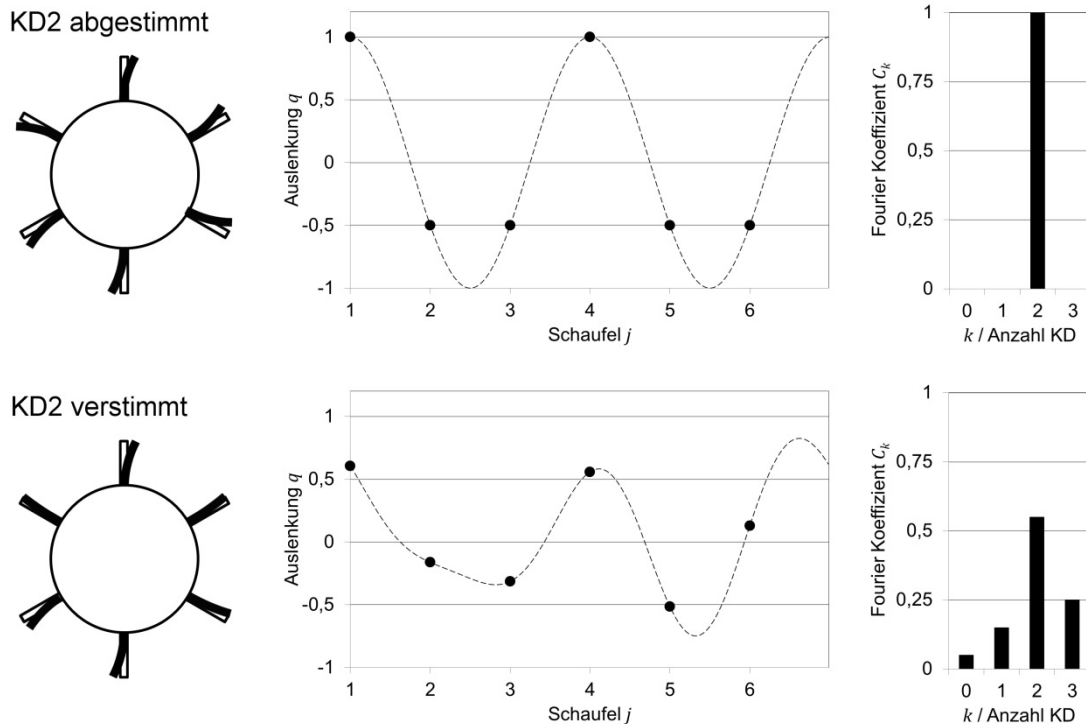 KD2 abgestimmt
Auslenkung q
1
0,5
0
-0,5
-1
1 2 3 4 5 6
Schaufel j
Fourier Koeffizient C_k
1
0,75
0,5
0,25
0
0 1 2 3
k / Anzahl KD
KD2 verstimmt
Auslenkung q
1
0,5
0
-0,5
-1
1 2 3 4 5 6
Schaufel j
Fourier Koeffizient C_k
1
0,75
0,5
0,25
0
0 1 2 3
k / Anzahl KD